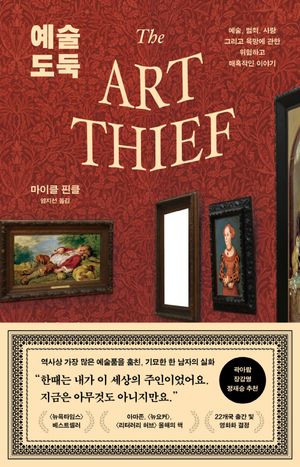 예술
도둑
The
ART
THIEF
예술, 범죄, 사랑
그리고 욕망에 관한
위험하고
매혹적인 이야기
마이클 핀클
염지선 옮김
역사상 가장 많은 예술품을 훔친, 기묘한 한 남자의 실화
“한때는 내가 이 세상의 주인이었어요.
지금은 아무것도 아니지만요.”
곽아람
장강명
정재승 추천
〈뉴욕타임스〉
베스트셀러
아마존, 〈뉴요커〉,
〈리터러리 허브〉 올해의 책
22개국 출간 및
영화화 결정